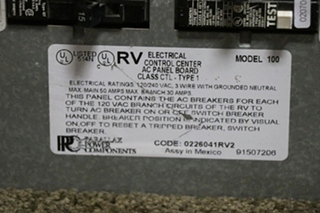 TEST
02070
UL LISTED UL RV ELECTRICAL
CONTROL CENTER
AC PANEL BOARD
CLASS CTL - TYPE 1
MODEL 100
ELECTRICAL RATINGS: 120/240 VAC, 3 WIRE WITH GROUNDED NEUTRAL
MAX. MAIN 50 AMPS MAX. BRANCH 30 AMPS
THIS PANEL CONTAINS THE AC BREAKERS FOR EACH
OF THE 120 VAC BRANCH CIRCUITS OF THE RV TO
TURN AC BREAKER ON OR OFF SWITCH BREAKER
HANDLE. BREAKER POSITION INDICATED BY VISUAL
ON,OFF TO RESET A TRIPPED BREAKER, SWITCH
BREAKER.
PARALLAX
POWER
COMPONENTS
CODE: 0226041RV2
Assy in Mexico 91507206